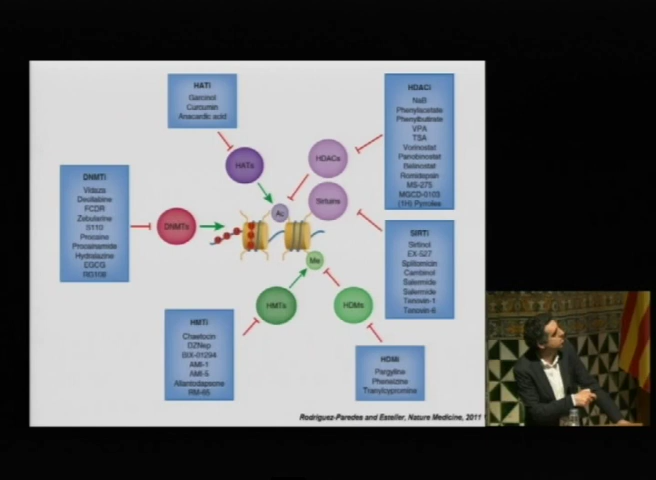 HATi
Garcinol
Curcumin
Anacardic acid
HDACi
NaB
Phenylacetate
Phenylbutirate
VPA
TSA
Vorinostat
Panobinostat
Belinostat
Romidepsin
MS-275
MGCD-0103
(1H) Pyrroles
HATs
HDACs
Sirtuins
Ac
DNMTi
Vidaza
Decitabine
FCDR
Zebularine
S110
Procaine
Procainamide
Hydralazine
EGCG
RG108
DNMTs
SIRTi
Sirtinol
EX-527
Splitomicin
Cambinol
Salermide
Salermide
Tenovin-1
Tenovin-6
Me
HMTs
HDMs
HMTi
Chaetocin
DZNep
BIX-01294
AMI-1
AMI-5
Allantodapsone
RM-65
HDMi
Pargyline
Phenelzine
Tranylcypromine
Rodriguez-Paredes and Esteller, Nature Medicine, 2011